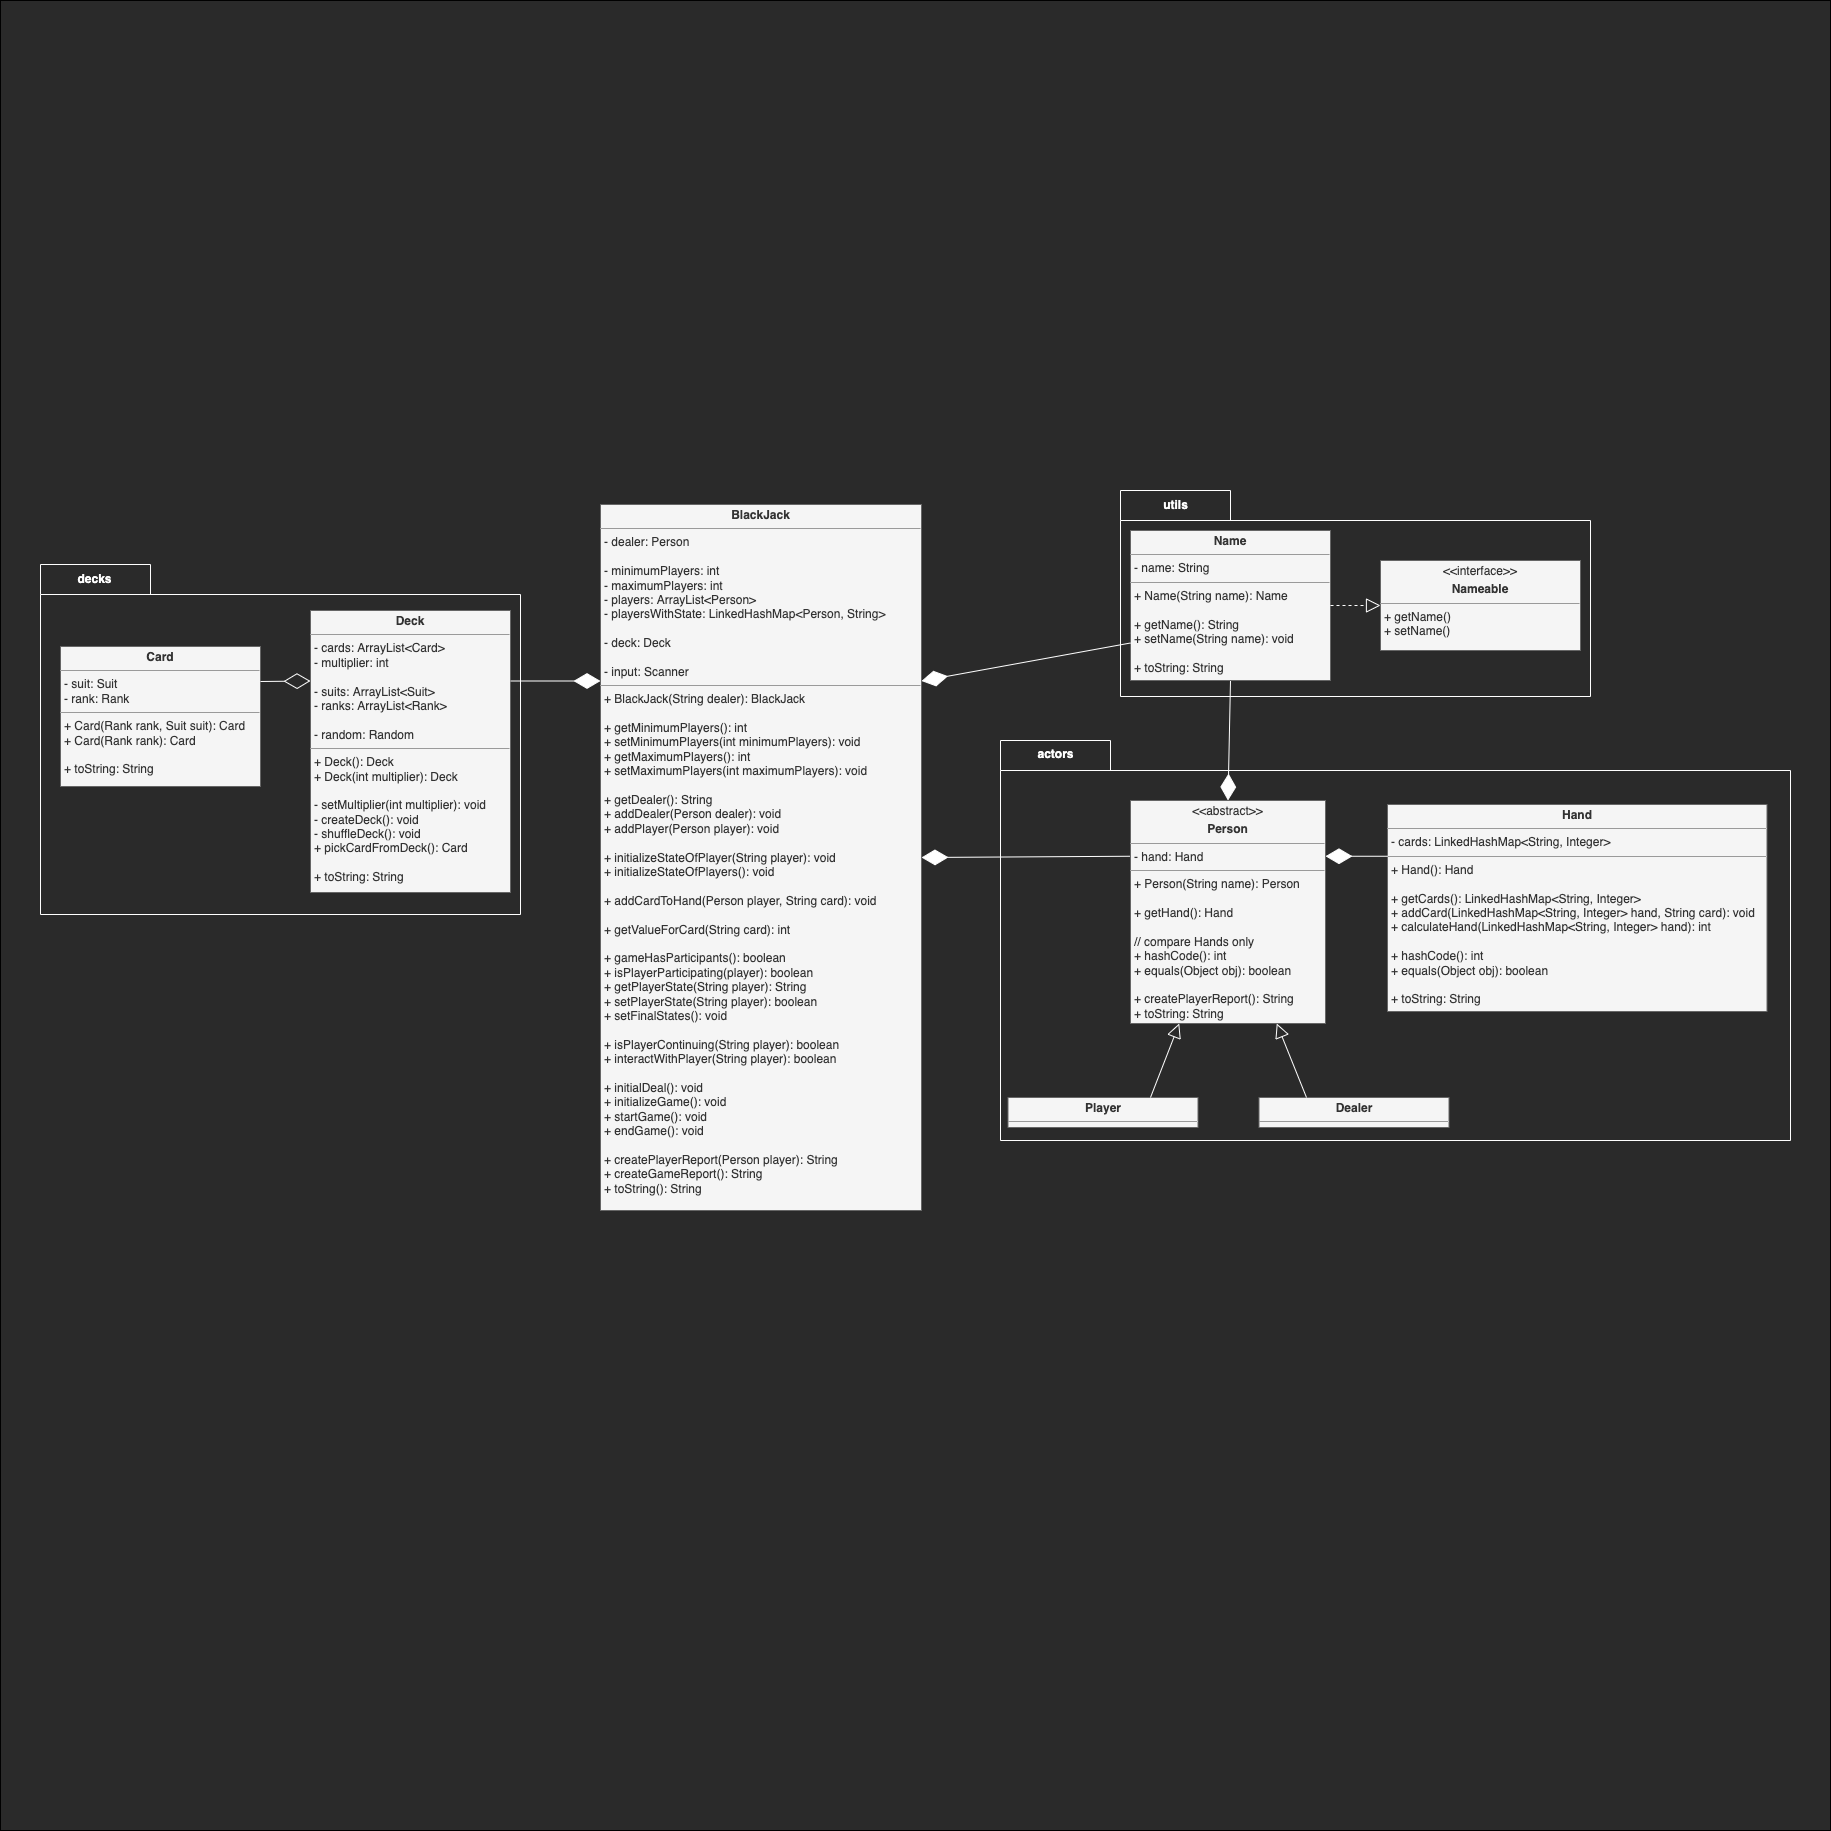 decks
Card
- suit: Suit
- rank: Rank
+ Card(Rank rank, Suit suit): Card
+ Card(Rank rank): Card
+ toString: String
Deck
- cards: ArrayList<Card>
- multiplier: int
- suits: ArrayList<Suit>
- ranks: ArrayList<Rank>
- random: Random
+ Deck(): Deck
+ Deck(int multiplier): Deck
- setMultiplier(int multiplier): void
- createDeck(): void
- shuffleDeck(): void
+ pickCardFromDeck(): Card
+ toString: String
BlackJack
- dealer: Person
- minimumPlayers: int
- maximumPlayers: int
- players: ArrayList<Person>
- playersWithState: LinkedHashMap<Person, String>
- deck: Deck
- input: Scanner
+ BlackJack(String dealer): BlackJack
+ getMinimumPlayers(): int
+ setMinimumPlayers(int minimumPlayers): void
+ getMaximumPlayers(): int
+ setMaximumPlayers(int maximumPlayers): void
+ getDealer(): String
+ addDealer(Person dealer): void
+ addPlayer(Person player): void
+ initializeStateOfPlayer(String player): void
+ initializeStateOfPlayers(): void
+ addCardToHand(Person player, String card): void
+ getValueForCard(String card): int
+ gameHasParticipants(): boolean
+ isPlayerParticipating(player): boolean
+ getPlayerState(String player): String
+ setPlayerState(String player): boolean
+ setFinalStates(): void
+ isPlayerContinuing(String player): boolean
+ interactWithPlayer(String player): boolean
+ initialDeal(): void
+ initializeGame(): void
+ startGame(): void
+ endGame(): void
+ createPlayerReport(Person player): String
+ createGameReport(): String
+ toString(): String
utils
Name
- name: String
+ Name(String name): Name
+ getName(): String
+ setName(String name): void
+ toString: String
<<interface>>
Nameable
+ getName()
+ setName()
actors
<<abstract>>
Person
- hand: Hand
+ Person(String name): Person
+ getHand(): Hand
// compare Hands only
+ hashCode(): int
+ equals(Object obj): boolean
+ createPlayerReport(): String
+ toString: String
Hand
- cards: LinkedHashMap<String, Integer>
+ Hand(): Hand
+ getCards(): LinkedHashMap<String, Integer>
+ addCard(LinkedHashMap<String, Integer> hand, String card): void
+ calculateHand(LinkedHashMap<String, Integer> hand): int
+ hashCode(): int
+ equals(Object obj): boolean
+ toString: String
Player
Dealer